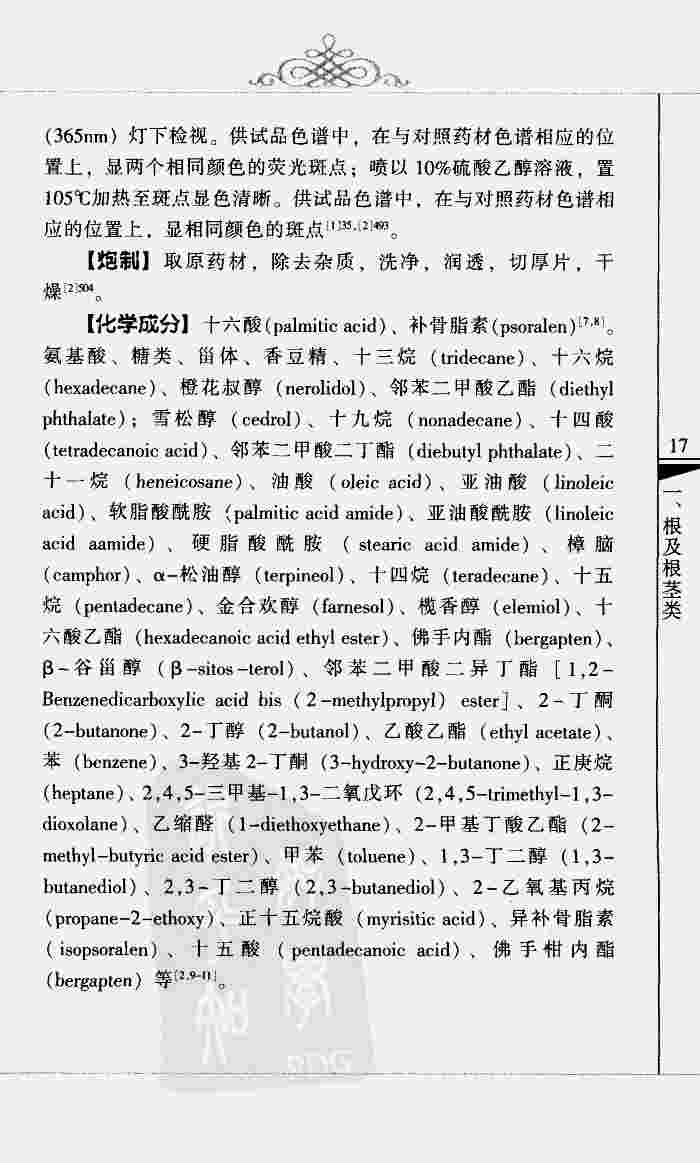 (365nm) 灯下检视。供试品色谱中，在与对照药材色谱相应的位
置上，显两个相同颜色的荧光斑点；喷以 10%硫酸乙醇溶液，置
105℃加热至斑点显色清晰。供试品色谱中，在与对照药材色谱相
应的位置上，显相同颜色的斑点[1]35,[2]493。
【炮制】取原药材，除去杂质，洗净，润透，切厚片，干
燥[2]504。
【化学成分】十六酸(palmitic acid)、补骨脂素(psoralen)[7,8]。
氨基酸、糖类、甾体、香豆精、十三烷 (tridecane)、十六烷
(hexadecane)、橙花叔醇 (nerolidol)、邻苯二甲酸乙酯 (diethyl
phthalate)；雪松醇 (cedrol)、十九烷 (nonadecane)、十四酸
(tetradecanoic acid)、邻苯二甲酸二丁酯 (diebutyl phthalate)、二
十一烷 (heneicosane)、油酸 (oleic acid)、亚油酸 (linoleic
acid)、软脂酸酰胺 (palmitic acid amide)、亚油酸酰胺 (linoleic
acid aamide)、硬脂酸酰胺 (stearic acid amide)、樟脑
(camphor)、α-松油醇 (terpineol)、十四烷 (teradecane)、十五
烷 (pentadecane)、金合欢醇 (farnesol)、榄香醇 (elemiol)、十
六酸乙酯 (hexadecanoic acid ethyl ester)、佛手内酯 (bergapten)、
β-谷甾醇 (β-sitos-terol)、邻苯二甲酸二异丁酯 [1,2-
Benzenedicarboxylic acid bis (2-methylpropyl) ester]、2-丁酮
(2-butanone)、2-丁醇 (2-butanol)、乙酸乙酯 (ethyl acetate)、
苯 (benzene)、3-羟基 2-丁酮 (3-hydroxy-2-butanone)、正庚烷
(heptane)、2,4,5-三甲基-1,3-二氧戊环 (2,4,5-trimethyl-1,3-
dioxolane)、乙缩醛 (1-diethoxyethane)、2-甲基丁酸乙酯 (2-
methyl-butyric acid ester)、甲苯 (toluene)、1,3-丁二醇 (1,3-
butanediol)、2,3-丁二醇 (2,3-butanediol)、2-乙氧基丙烷
(propane-2-ethoxy)、正十五烷酸 (myrisitic acid)、异补骨脂素
(isopsoralen)、十五酸 (pentadecanoic acid)、佛手柑内酯
(bergapten) 等[2,9-11]。
17
一、根及根茎类
PDG